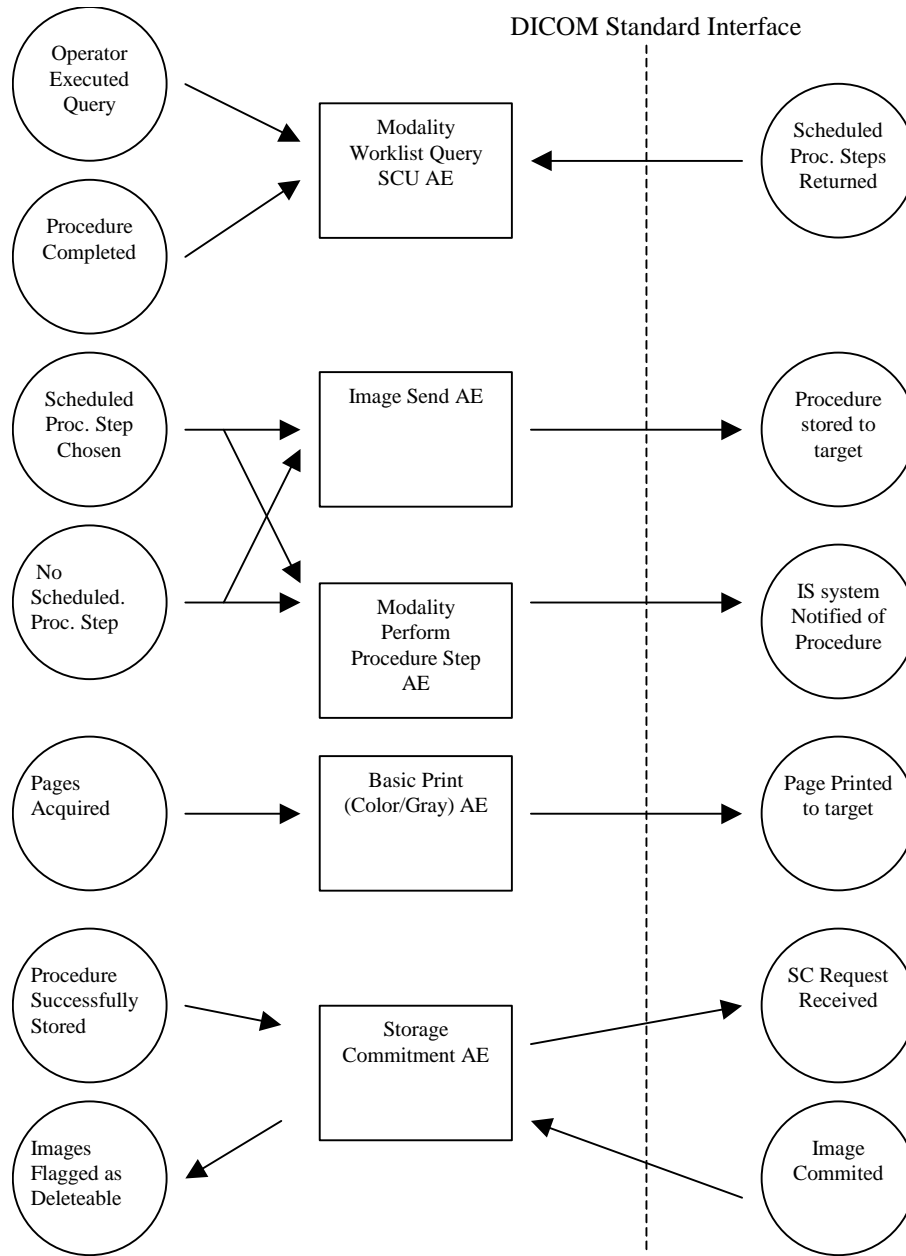 DICOM Standard Interface
Operator
Executed
Query
Modality
Worklist Query
SCU AE
Scheduled
Proc. Steps
Returned
Procedure
Completed
Scheduled
Proc. Step
Chosen
Image Send AE
Procedure
stored to
target
No
Scheduled.
Proc. Step
Modality
Perform
Procedure Step
AE
IS system
Notified of
Procedure
Pages
Acquired
Basic Print
(Color/Gray) AE
Page Printed
to target
Procedure
Successfully
Stored
Storage
Commitment AE
SC Request
Received
Images
Flagged as
Deleteable
Image
Commited